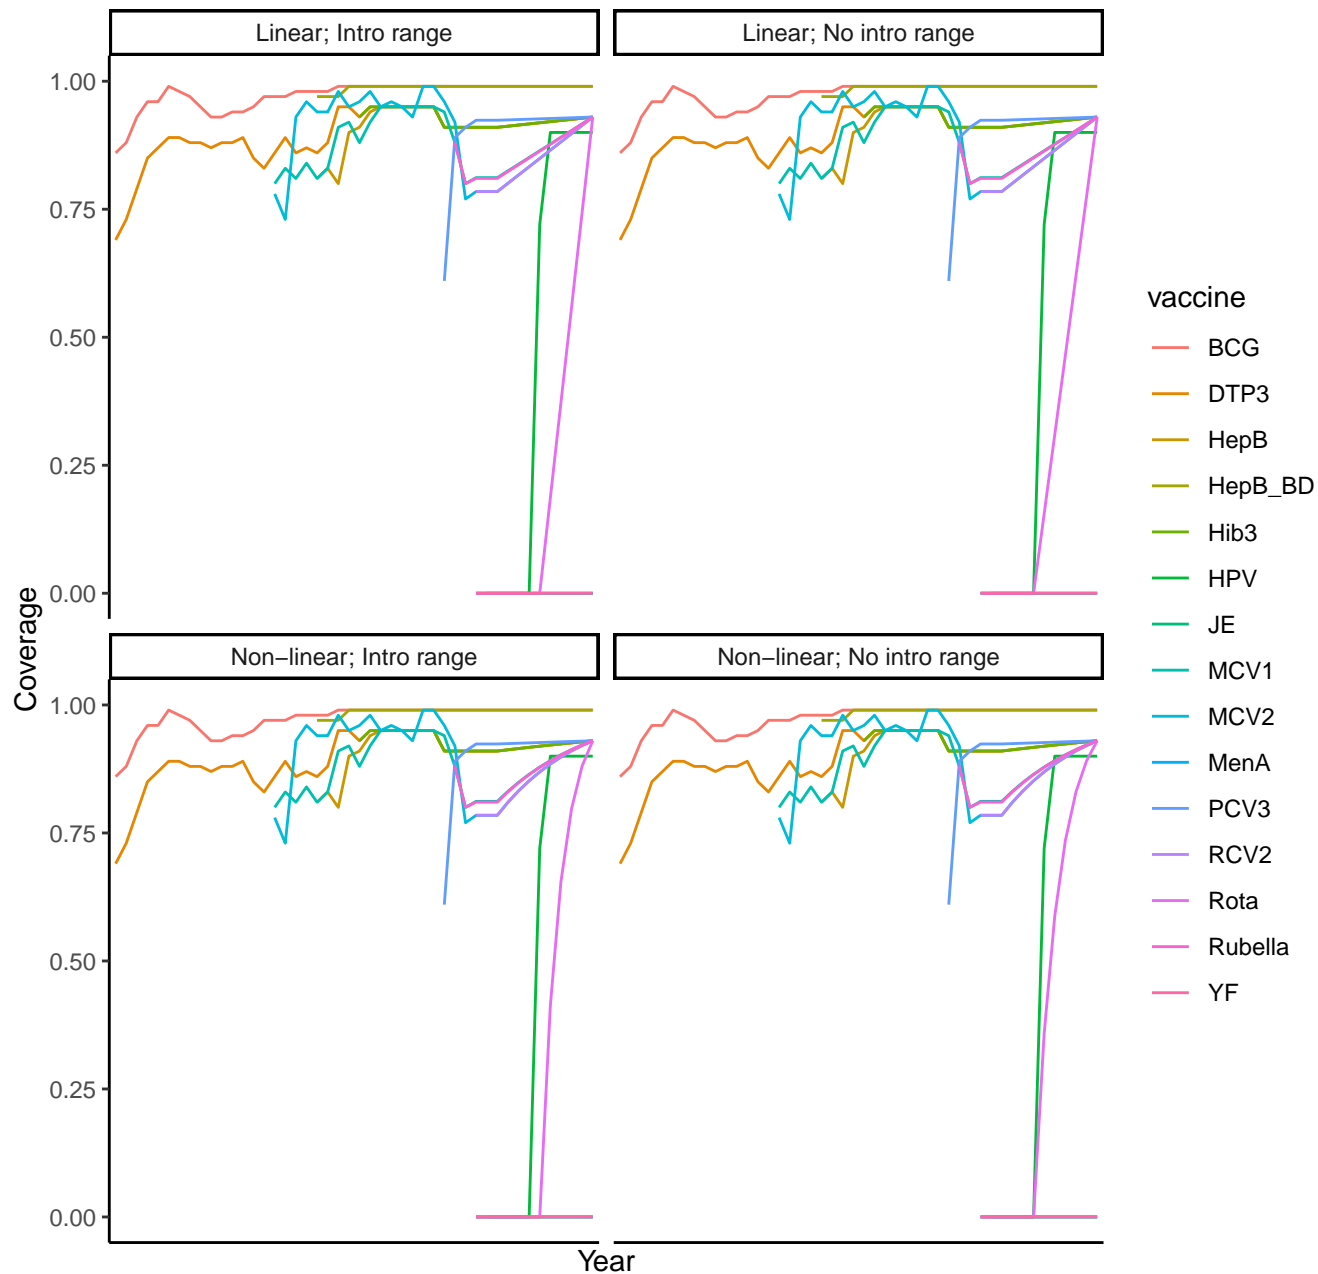 Linear; Intro range
Linear; No intro range
1.00
0.75
0.50
0.25
0.00
Non−linear; Intro range
Non−linear; No intro range
1.00
0.75
0.50
0.25
0.00
Coverage
Year
vaccine
BCG
DTP3
HepB
HepB_BD
Hib3
HPV
JE
MCV1
MCV2
MenA
PCV3
RCV2
Rota
Rubella
YF